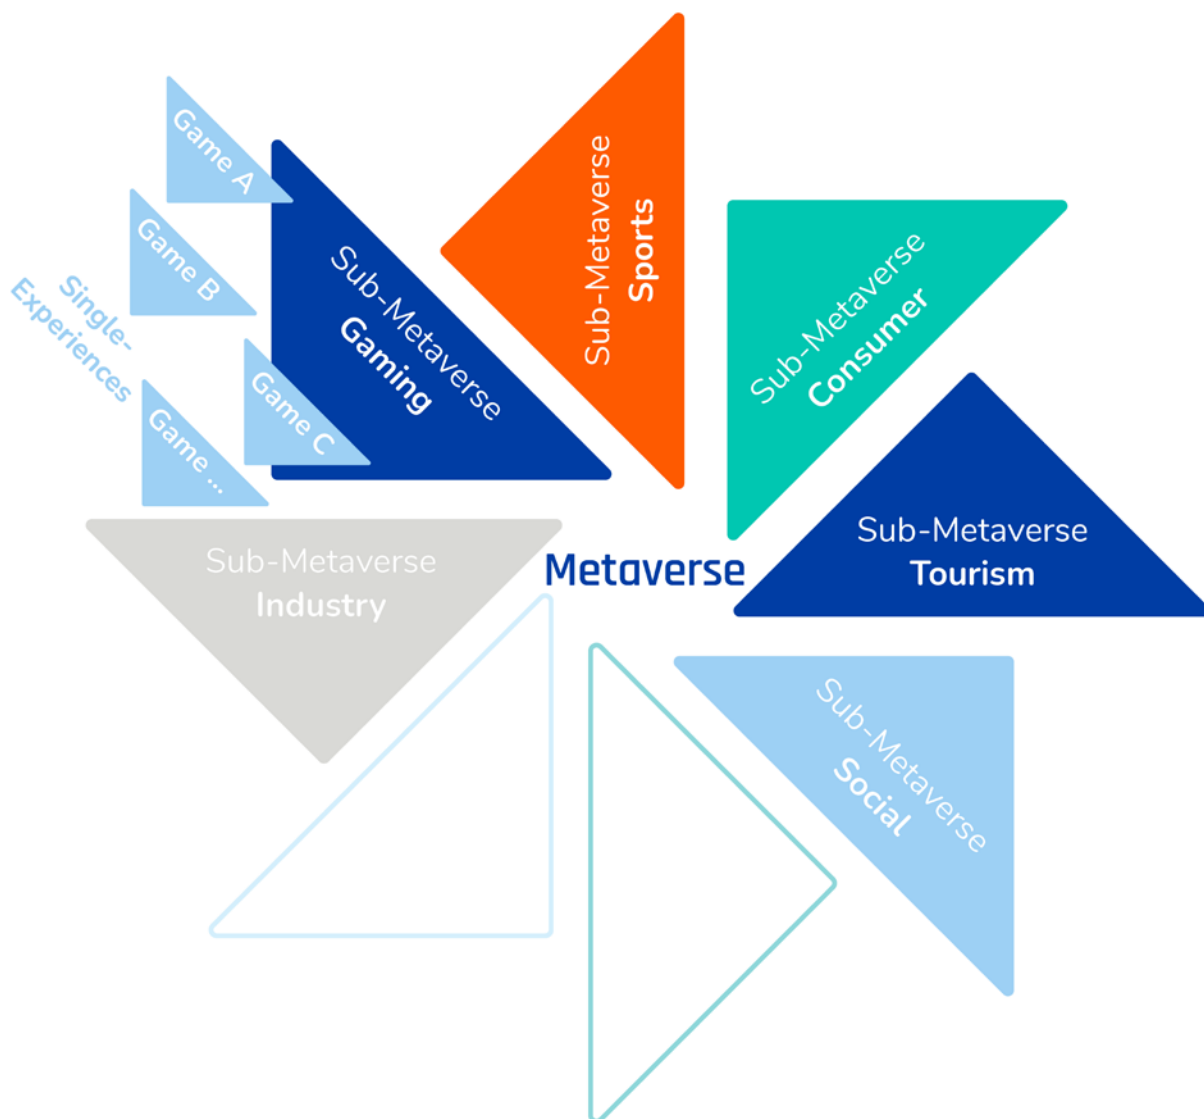 Game A
Game B
Single-
Experiences
Game C
Game ...
Sub-Metaverse
Gaming
Sub-Metaverse
Sports
Sub-Metaverse
Consumer
Sub-Metaverse
Tourism
Sub-Metaverse
Industry
Metaverse
Sub-Metaverse
Social